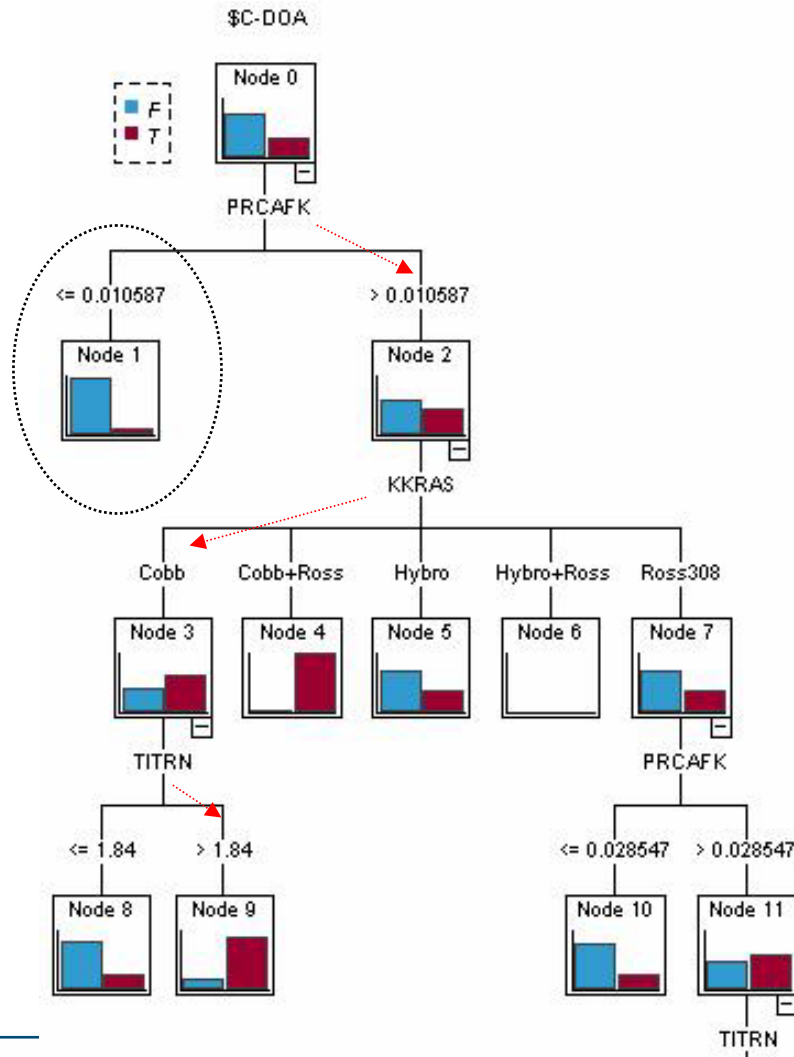 $C-DOA
Node 0
F
T
PRCAFK
<= 0.010587 > 0.010587
Node 1 Node 2
KKRAS
Cobb Cobb+Ross Hybro Hybro+Ross Ross308
Node 3 Node 4 Node 5 Node 6 Node 7
TITRN PRCAFK
<= 1.84 > 1.84 <= 0.028547 > 0.028547
Node 8 Node 9 Node 10 Node 11
TITRN